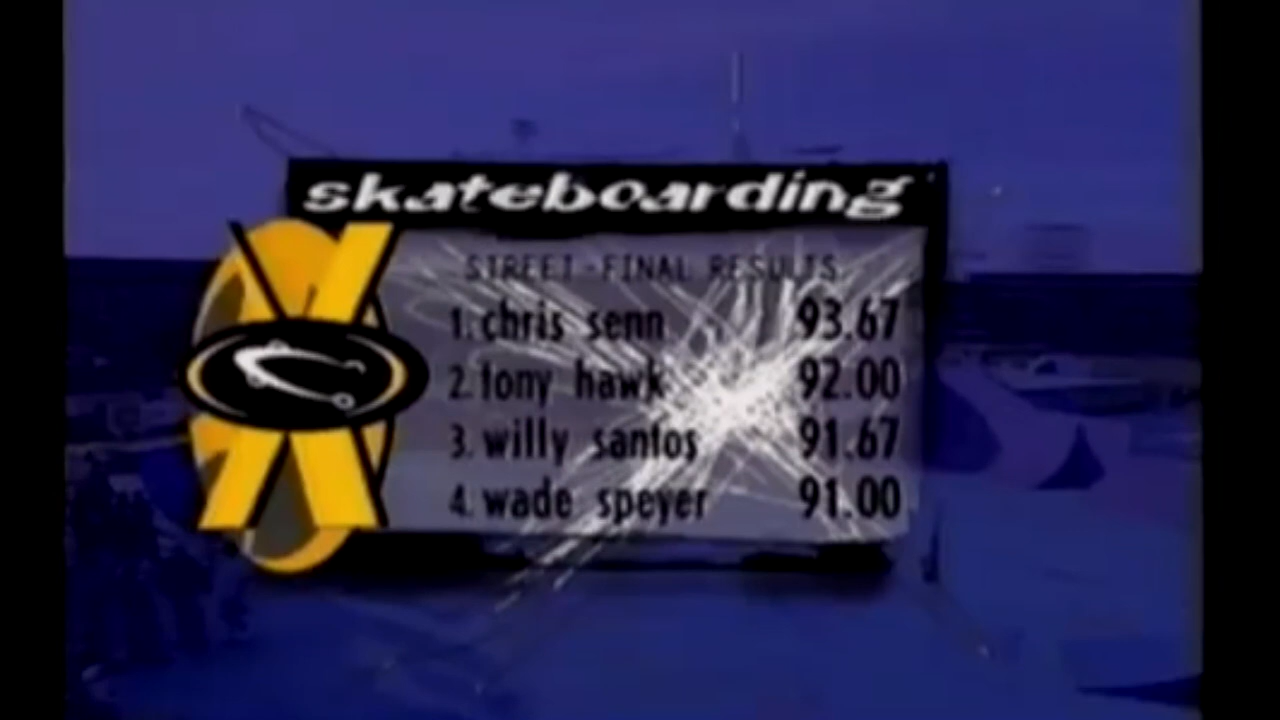 skateboarding
STREET-FINAL RESULTS
1. chris senn 93.67
2. tony hawk 92.00
3. willy santos 91.67
4. wade speyer 91.00